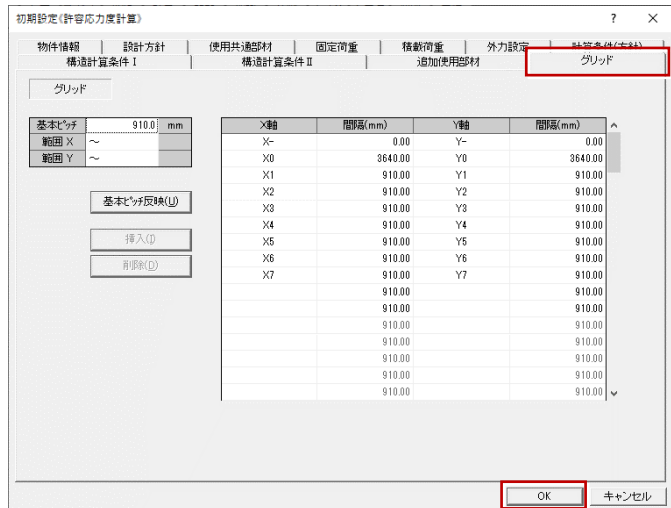 初期設定《許容応力度計算》 ? ×
物件情報 設計方針 使用共通部材 固定荷重 積載荷重 外力設定 計算条件(方針)
構造計算条件Ⅰ 構造計算条件Ⅱ 追加使用部材 グリッド
グリッド
基本ピッチ 910.0 mm
範囲 X ～
範囲 Y ～
基本ピッチ反映(U)
挿入(I)
削除(D)
X軸 間隔(mm) Y軸 間隔(mm)
X- 0.00 Y- 0.00
X0 3640.00 Y0 3640.00
X1 910.00 Y1 910.00
X2 910.00 Y2 910.00
X3 910.00 Y3 910.00
X4 910.00 Y4 910.00
X5 910.00 Y5 910.00
X6 910.00 Y6 910.00
X7 910.00 Y7 910.00
910.00 910.00
910.00 910.00
910.00 910.00
910.00 910.00
910.00 910.00
910.00 910.00
910.00 910.00
OK キャンセル